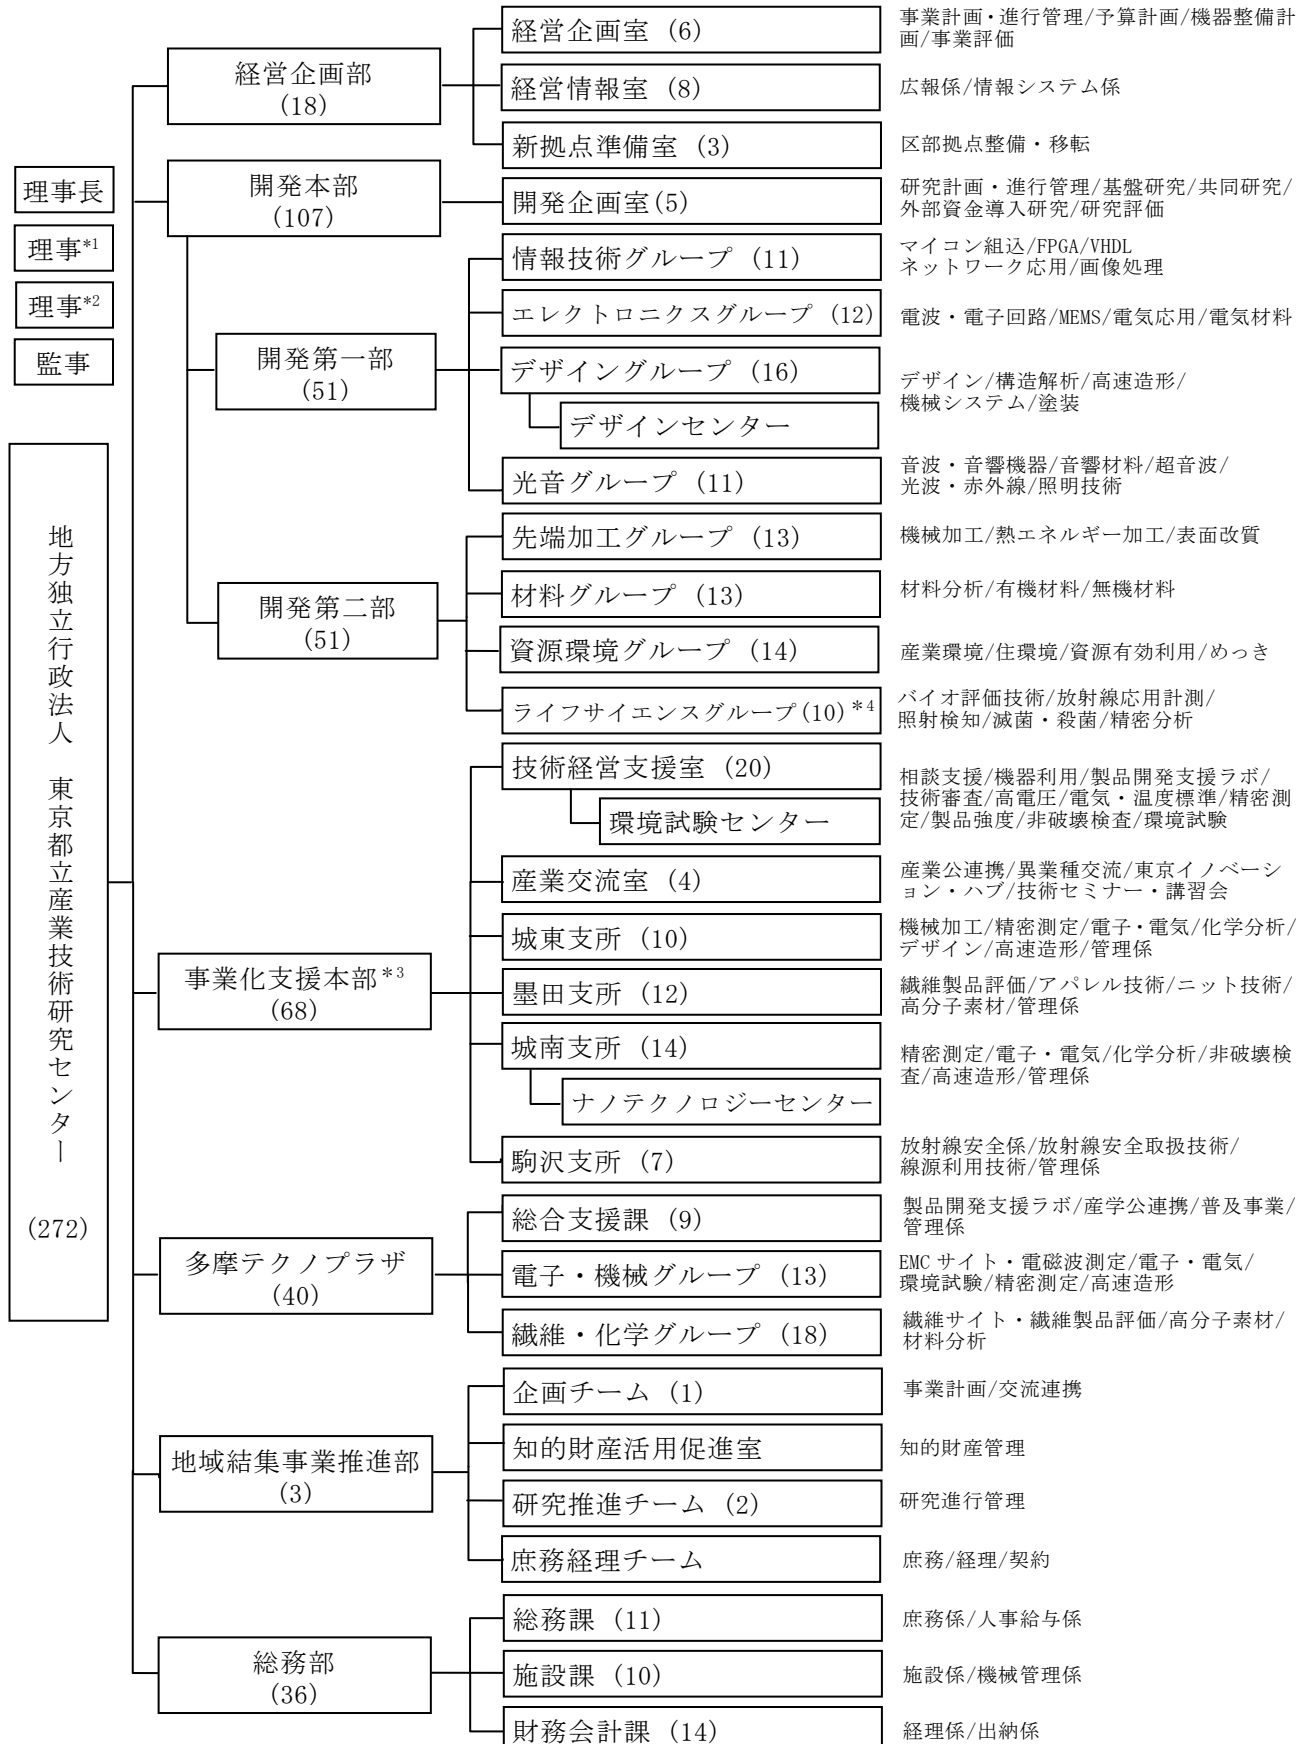 理事長
理事*1
理事*2
監事
地方独立行政法人 東京都立産業技術研究センター
(272)
経営企画部
(18)
経営企画室 (6)
事業計画・進行管理/予算計画/機器整備計
画/事業評価
経営情報室 (8)
広報係/情報システム係
新拠点準備室 (3)
区部拠点整備・移転
開発本部
(107)
開発企画室(5)
研究計画・進行管理/基盤研究/共同研究/
外部資金導入研究/研究評価
開発第一部
(51)
情報技術グループ (11)
マイコン組込/FPGA/VHDL
ネットワーク応用/画像処理
エレクトロニクスグループ (12)
電波・電子回路/MEMS/電気応用/電気材料
デザイングループ (16)
デザインセンター
デザイン/構造解析/高速造形/
機械システム/塗装
光音グループ (11)
音波・音響機器/音響材料/超音波/
光波・赤外線/照明技術
開発第二部
(51)
先端加工グループ (13)
機械加工/熱エネルギー加工/表面改質
材料グループ (13)
材料分析/有機材料/無機材料
資源環境グループ (14)
産業環境/住環境/資源有効利用/めっき
ライフサイエンスグループ(10)*4
バイオ評価技術/放射線応用計測/
照射検知/滅菌・殺菌/精密分析
事業化支援本部*3
(68)
技術経営支援室 (20)
環境試験センター
相談支援/機器利用/製品開発支援ラボ/
技術審査/高電圧/電気・温度標準/精密測
定/製品強度/非破壊検査/環境試験
産業交流室 (4)
産業公連携/異業種交流/東京イノベーシ
ョン・ハブ/技術セミナー・講習会
城東支所 (10)
機械加工/精密測定/電子・電気/化学分析/
デザイン/高速造形/管理係
墨田支所 (12)
繊維製品評価/アパレル技術/ニット技術/
高分子素材/管理係
城南支所 (14)
ナノテクノロジーセンター
精密測定/電子・電気/化学分析/非破壊検
査/高速造形/管理係
駒沢支所 (7)
放射線安全係/放射線安全取扱技術/
線源利用技術/管理係
多摩テクノプラザ
(40)
総合支援課 (9)
製品開発支援ラボ/産学公連携/普及事業/
管理係
電子・機械グループ (13)
EMC サイト・電磁波測定/電子・電気/
環境試験/精密測定/高速造形
繊維・化学グループ (18)
繊維サイト・繊維製品評価/高分子素材/
材料分析
地域結集事業推進部
(3)
企画チーム (1)
事業計画/交流連携
知的財産活用促進室
知的財産管理
研究推進チーム (2)
研究進行管理
庶務経理チーム
庶務/経理/契約
総務部
(36)
総務課 (11)
庶務係/人事給与係
施設課 (10)
施設係/機械管理係
財務会計課 (14)
経理係/出納係